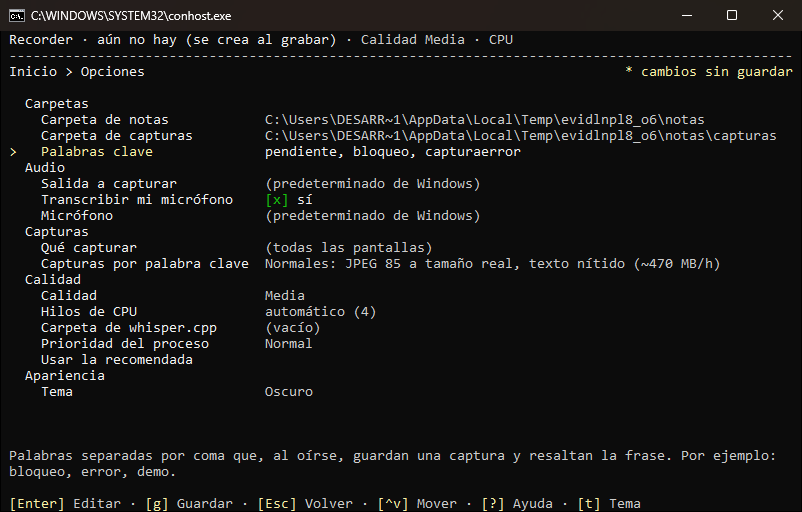 C:\WINDOWS\SYSTEM32\conhost.exe
Recorder · aún no hay (se crea al grabar) · Calidad Media · CPU
Inicio > Opciones * cambios sin guardar
Carpetas
Carpeta de notas C:\Users\DESARR~1\AppData\Local\Temp\evidlnpl8_o6\notas
Carpeta de capturas C:\Users\DESARR~1\AppData\Local\Temp\evidlnpl8_o6\notas\capturas
> Palabras clave pendiente, bloqueo, capturaerror
Audio
Salida a capturar (predeterminado de Windows)
Transcribir mi micrófono [x] sí
Micrófono (predeterminado de Windows)
Capturas
Qué capturar (todas las pantallas)
Capturas por palabra clave Normales: JPEG 85 a tamaño real, texto nítido (~470 MB/h)
Calidad
Calidad Media
Hilos de CPU automático (4)
Carpeta de whisper.cpp (vacío)
Prioridad del proceso Normal
Usar la recomendada
Apariencia
Tema Oscuro
Palabras separadas por coma que, al oírse, guardan una captura y resaltan la frase. Por ejemplo:
bloqueo, error, demo.
[Enter] Editar · [g] Guardar · [Esc] Volver · [^v] Mover · [?] Ayuda · [t] Tema